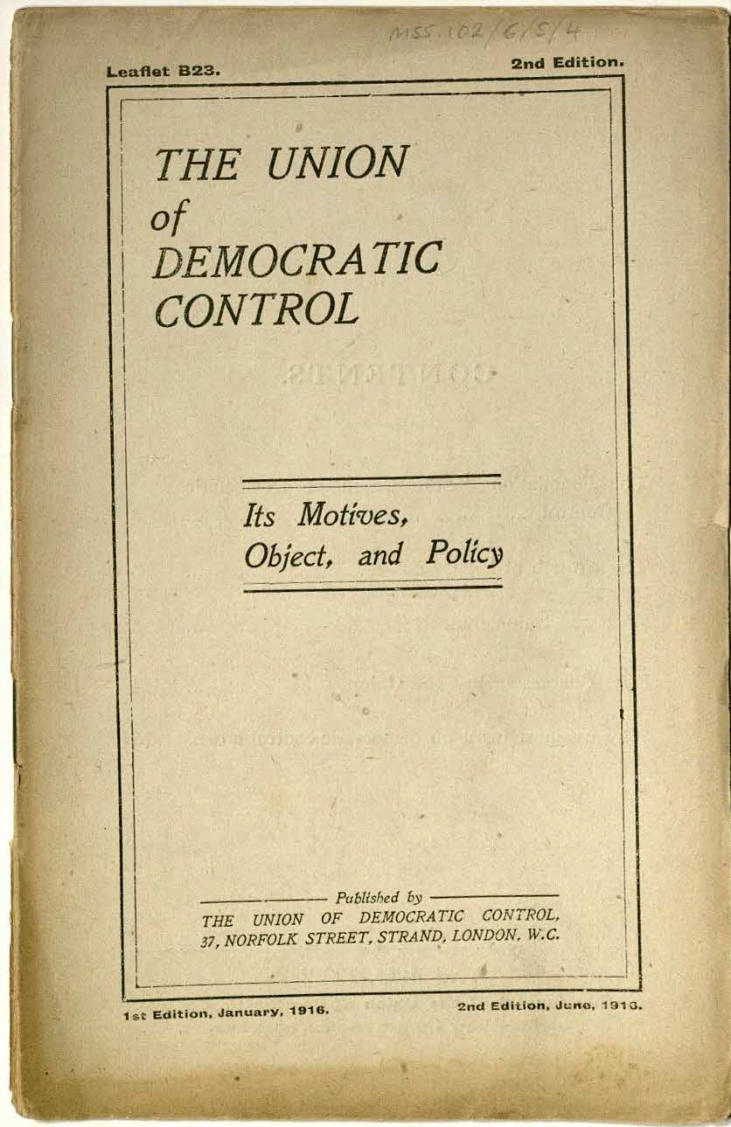 MSS.102/6/5/4
Leaflet B23.
2nd Edition.
THE UNION
of
DEMOCRATIC
CONTROL
CONTENTS.
Its Motives,
Object, and Policy
Published by
THE UNION OF DEMOCRATIC CONTROL,
37, NORFOLK STREET, STRAND, LONDON, W.C.
1st Edition, January, 1916.
2nd Edition, June, 1916.